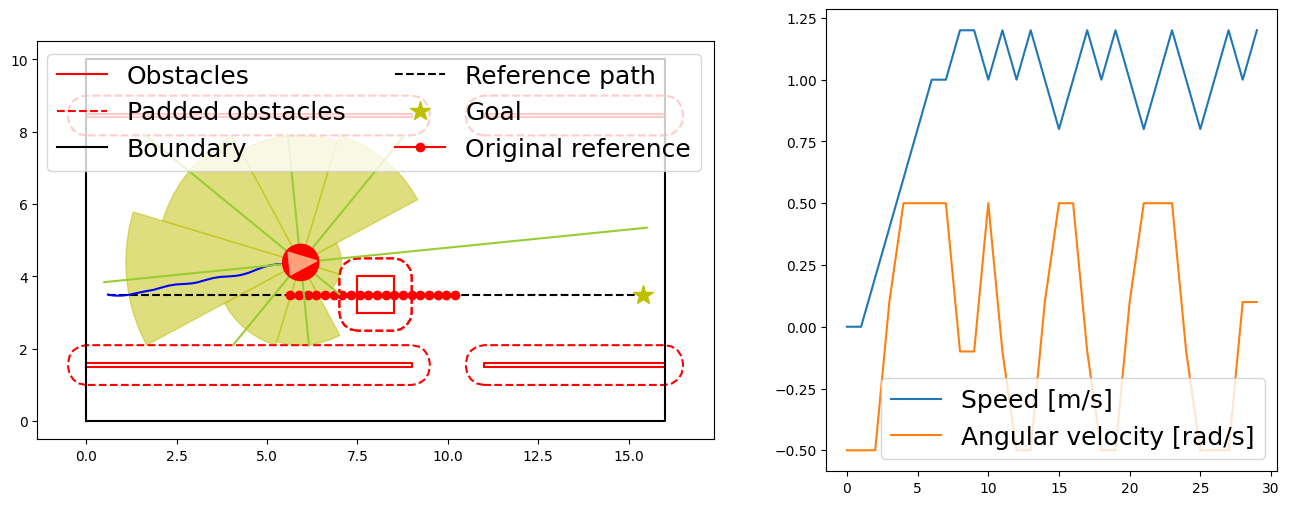 Obstacles
Padded obstacles
Boundary
Reference path
Goal
Original reference
10
8
6
4
2
0
0.0 2.5 5.0 7.5 10.0 12.5 15.0
1.25
1.00
0.75
0.50
0.25
0.00
−0.25
−0.50
Speed [m/s]
Angular velocity [rad/s]
0 5 10 15 20 25 30